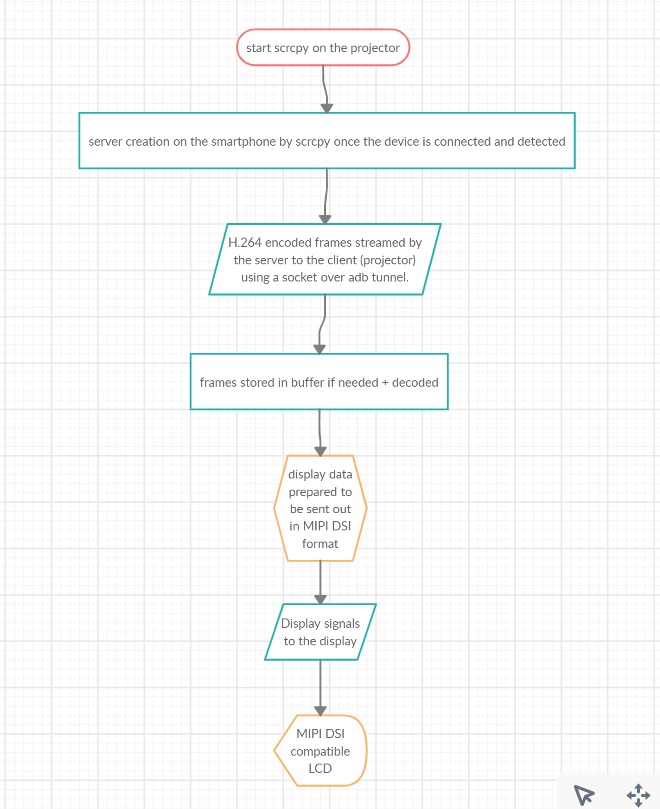 start scrcpy on the projector
server creation on the smartphone by scrcpy once the device is connected and detected
H.264 encoded frames streamed by
the server to the client (projector)
using a socket over adb tunnel.
frames stored in buffer if needed + decoded
display data
prepared to
be sent out
in MIPI DSI
format
Display signals
to the display
MIPI DSI
compatible
LCD